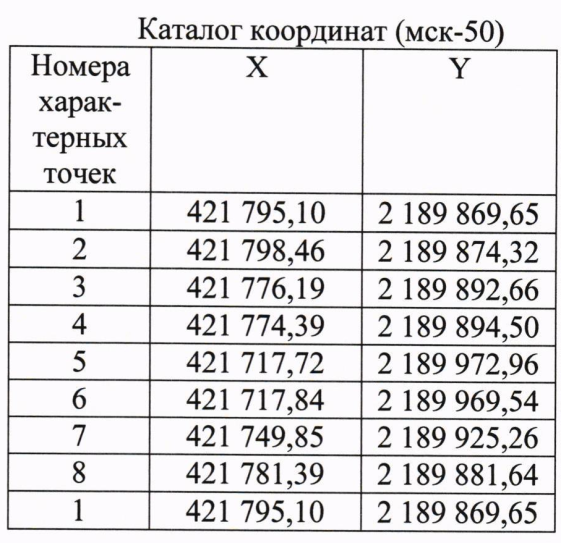 Каталог координат (мск-50)
Номера X Y
харак-
терных
точек
1 421 795,10 2 189 869,65
2 421 798,46 2 189 874,32
3 421 776,19 2 189 892,66
4 421 774,39 2 189 894,50
5 421 717,72 2 189 972,96
6 421 717,84 2 189 969,54
7 421 749,85 2 189 925,26
8 421 781,39 2 189 881,64
1 421 795,10 2 189 869,65